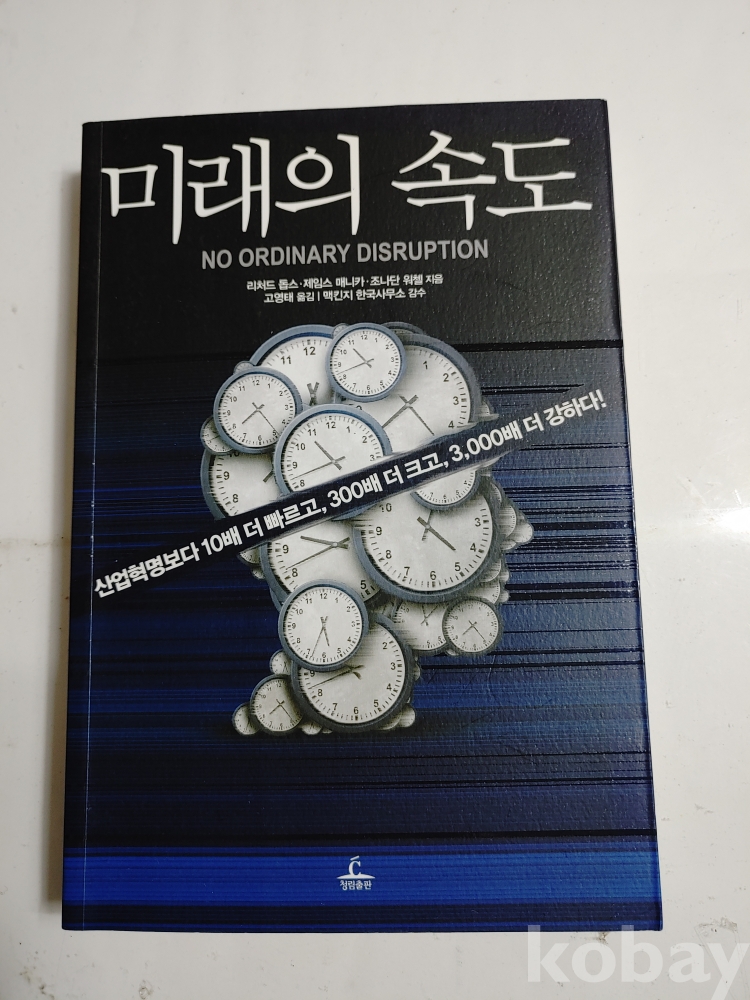 미래의 속도
NO ORDINARY DISRUPTION
리처드 돕스·제임스 매니카·조나단 워첼 지음
고영태 옮김 | 맥킨지 한국사무소 감수
산업혁명보다 10배 더 빠르고, 300배 더 크고, 3,000배 더 강하다!
Ć
청림출판
kobay